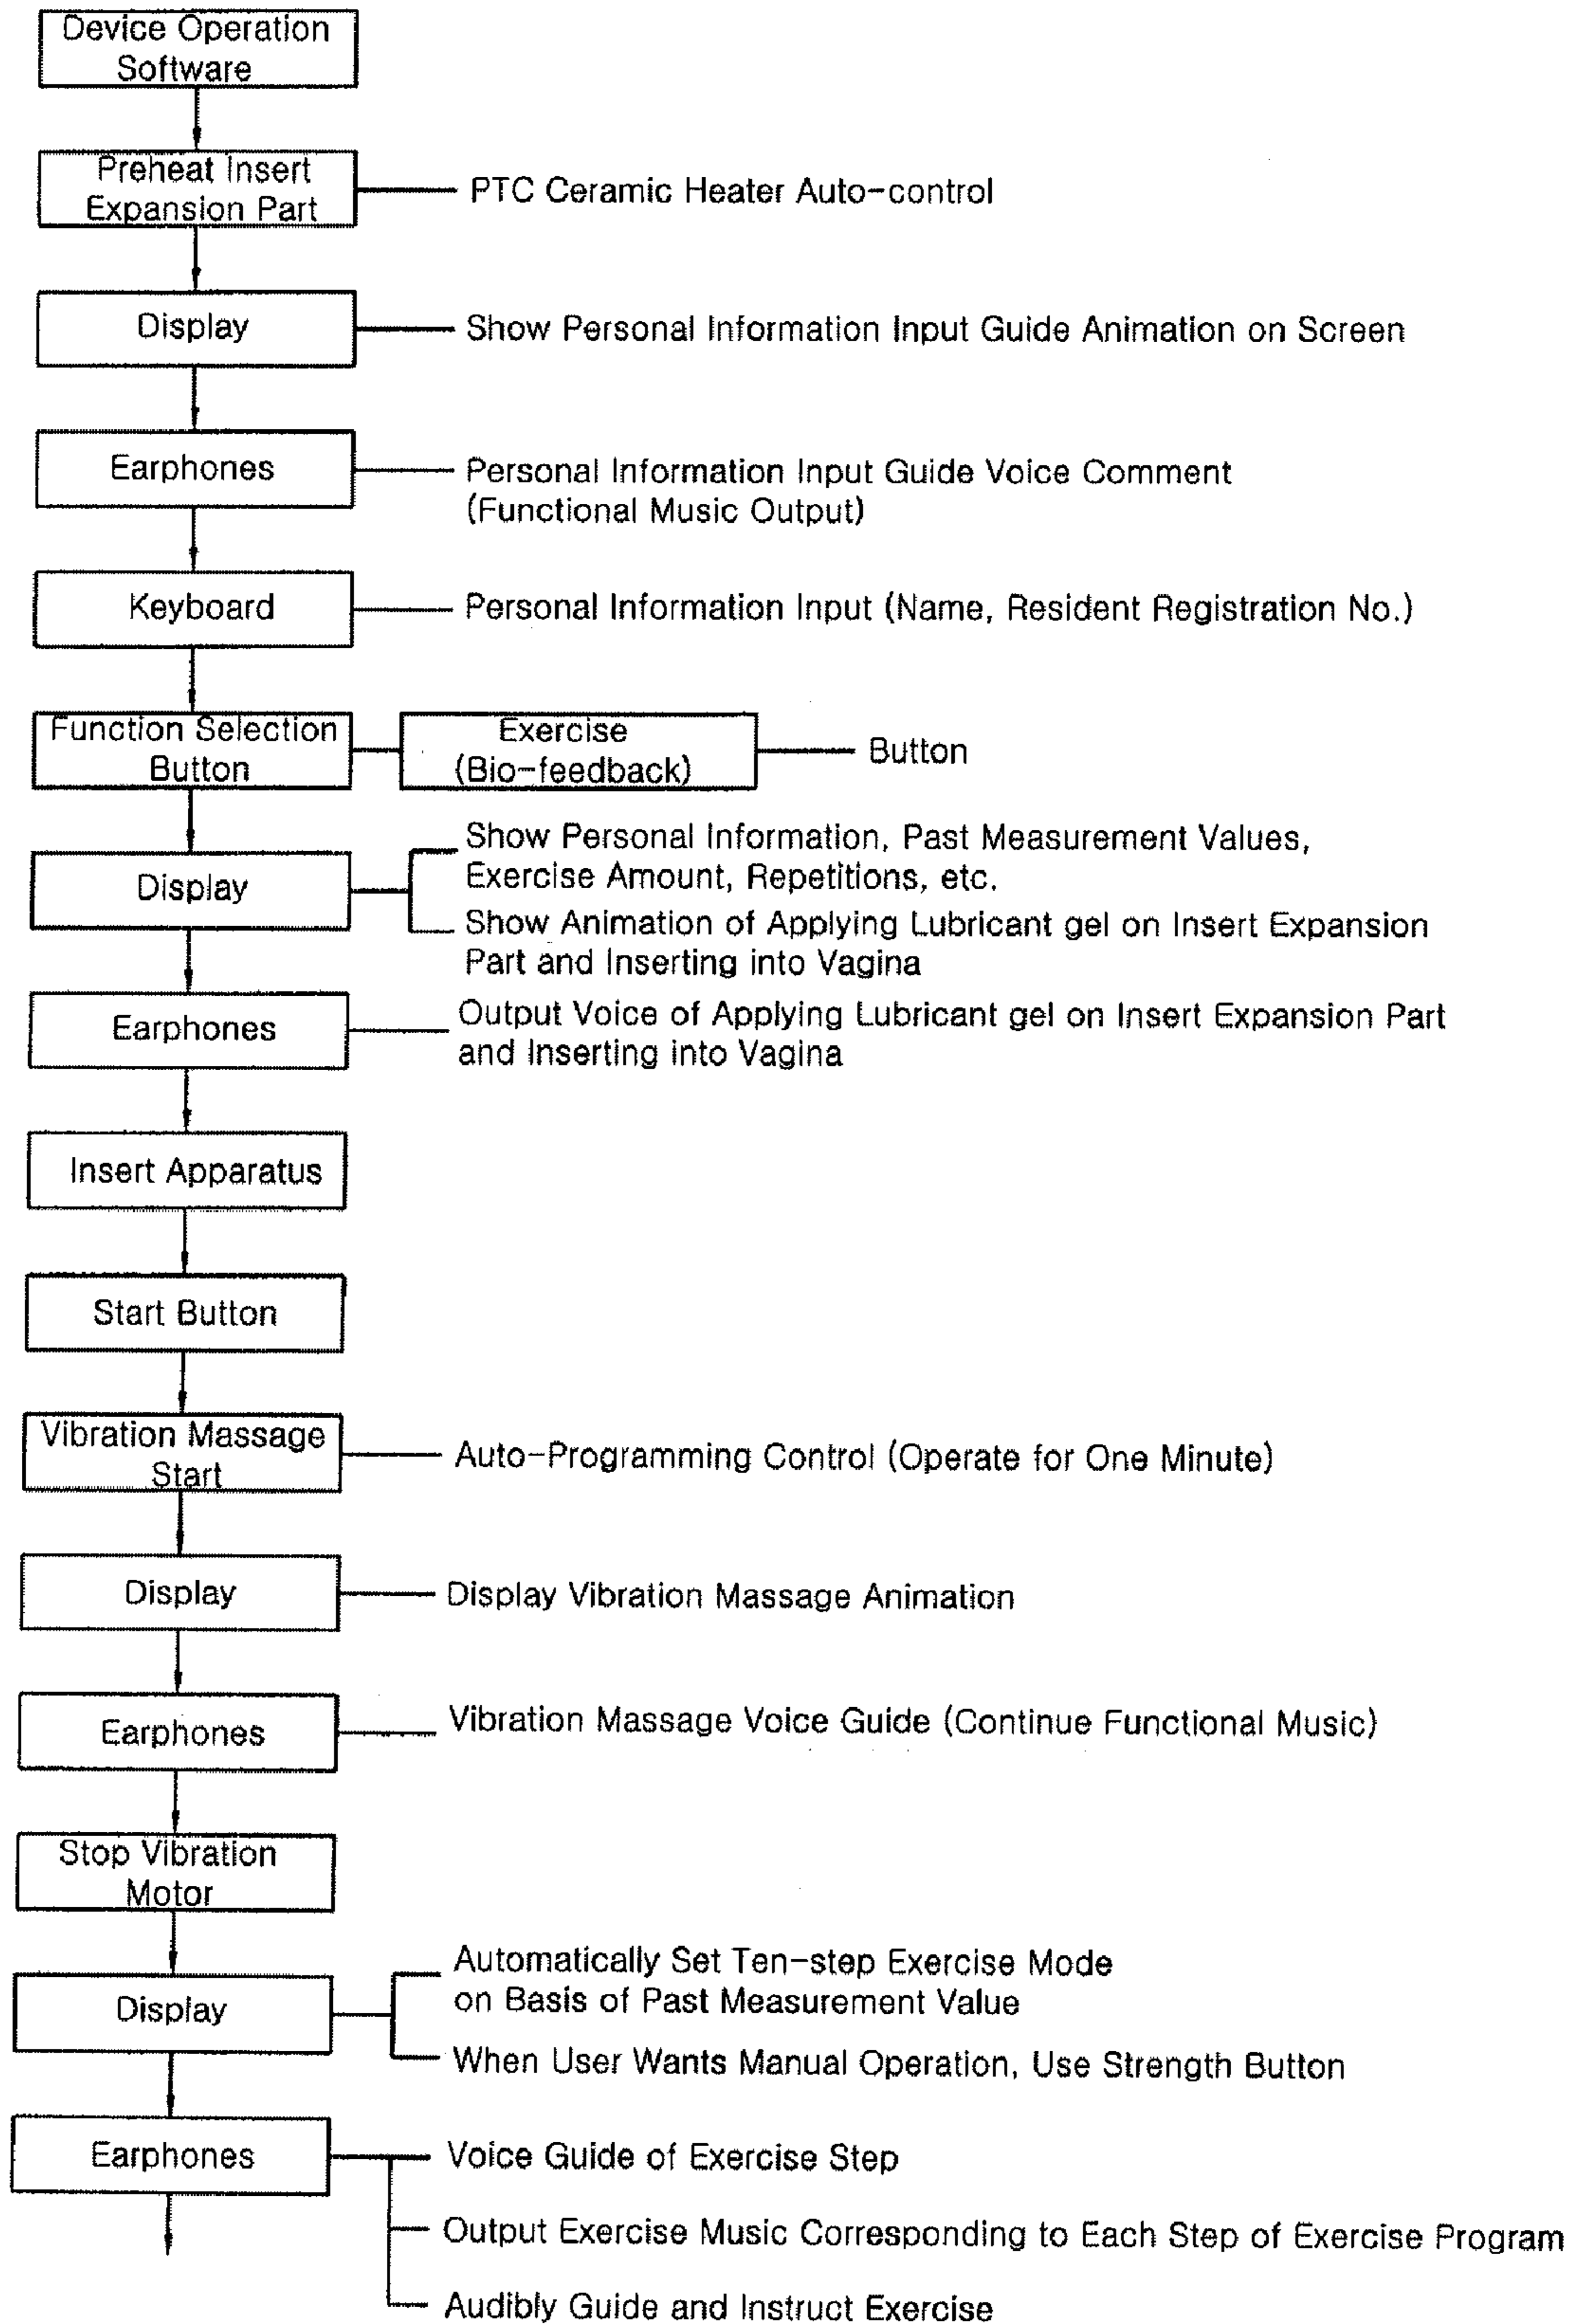 Device Operation
Software
Preheat Insert
Expansion Part
PTC Ceramic Heater Auto-control
Display
Show Personal Information Input Guide Animation on Screen
Earphones
Personal Information Input Guide Voice Comment
(Functional Music Output)
Keyboard
Personal Information Input (Name, Resident Registration No.)
Function Selection
Button
Exercise
(Bio-feedback)
Button
Display
Show Personal Information, Past Measurement Values,
Exercise Amount, Repetitions, etc.
Show Animation of Applying Lubricant gel on Insert Expansion
Part and Inserting into Vagina
Earphones
Output Voice of Applying Lubricant gel on Insert Expansion Part
and Inserting into Vagina
Insert Apparatus
Start Button
Vibration Massage
Start
Auto-Programming Control (Operate for One Minute)
Display
Display Vibration Massage Animation
Earphones
Vibration Massage Voice Guide (Continue Functional Music)
Stop Vibration
Motor
Display
Automatically Set Ten-step Exercise Mode
on Basis of Past Measurement Value
When User Wants Manual Operation, Use Strength Button
Earphones
Voice Guide of Exercise Step
Output Exercise Music Corresponding to Each Step of Exercise Program
Audibly Guide and Instruct Exercise